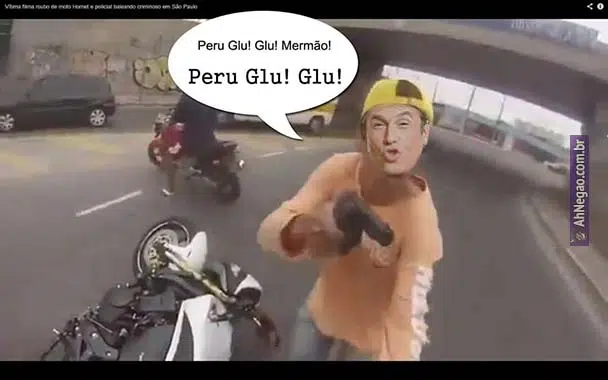 Vítima filma roubo de moto Hornet e policial baleando criminoso em São Paulo
Peru Glu! Glu! Mermão!
Peru Glu! Glu!
AhNegao.com.br